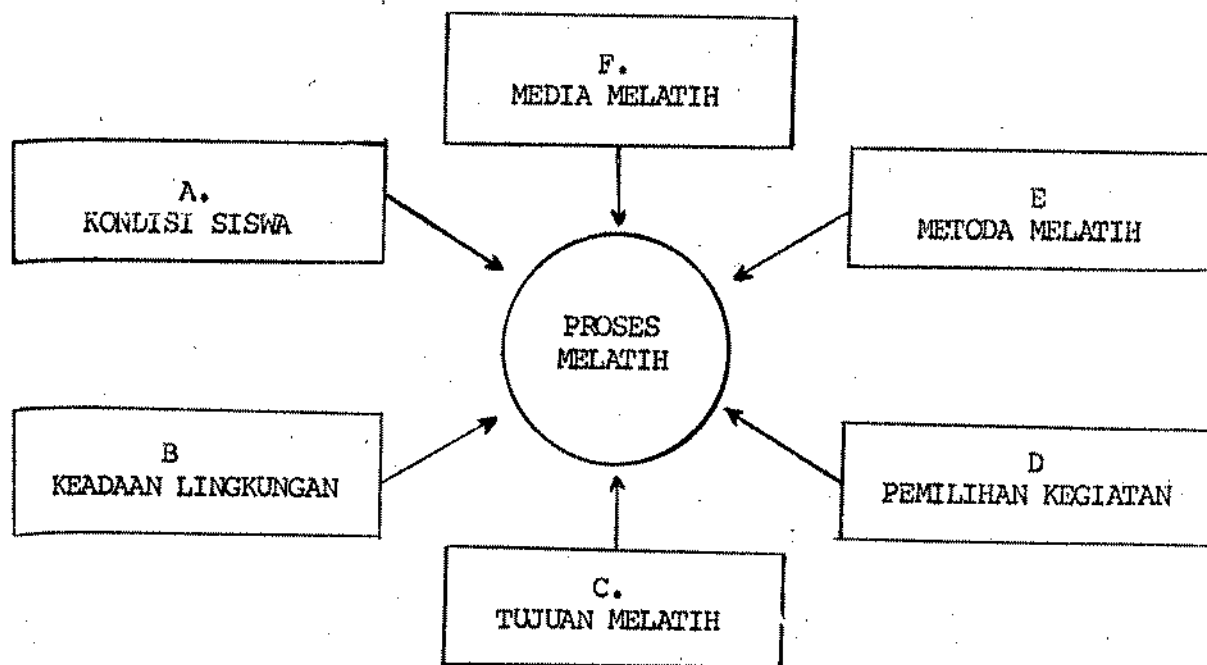 F.
MEDIA MELATIH
A.
KONDISI SISWA
E
METODA MELATIH
PROSES
MELATIH
B
KEADAAN LINGKUNGAN
D
PEMILIHAN KEGIATAN
C.
TUJUAN MELATIH